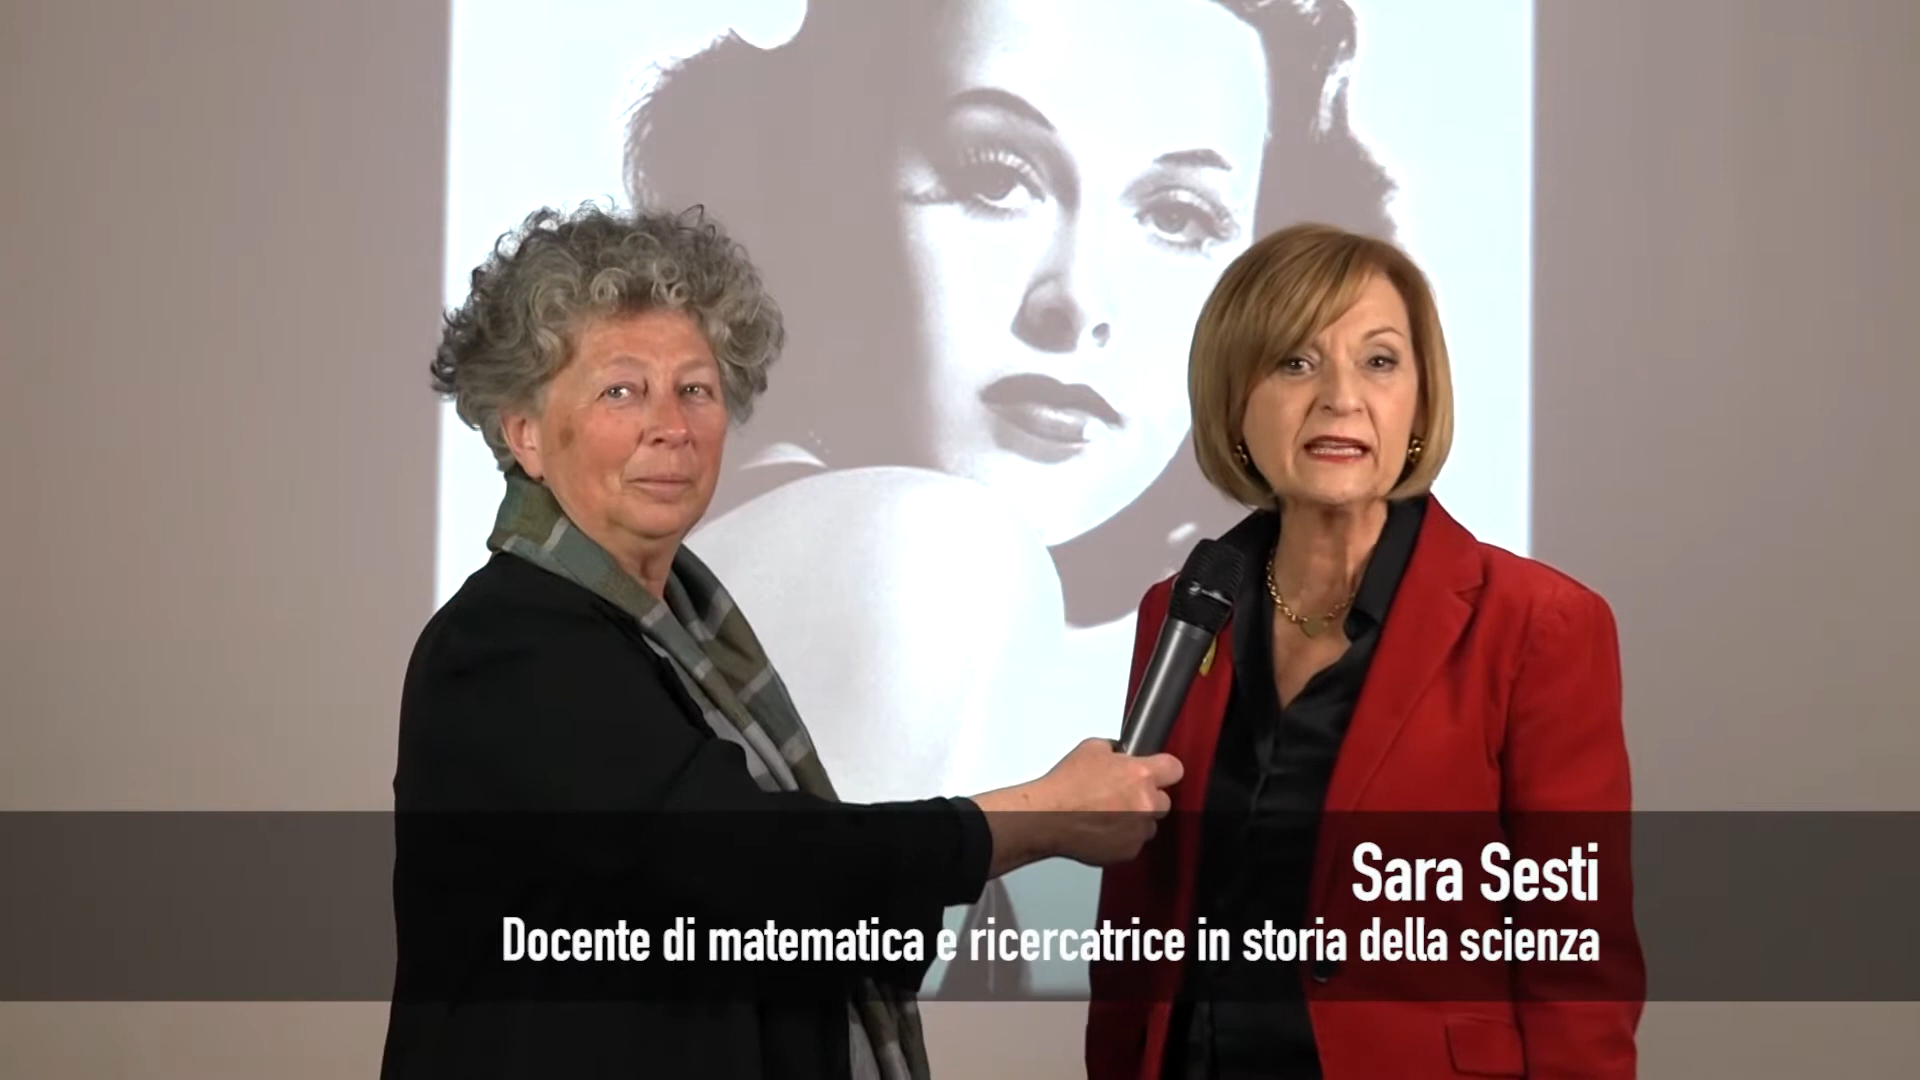 Sara Sesti
Docente di matematica e ricercatrice in storia della scienza